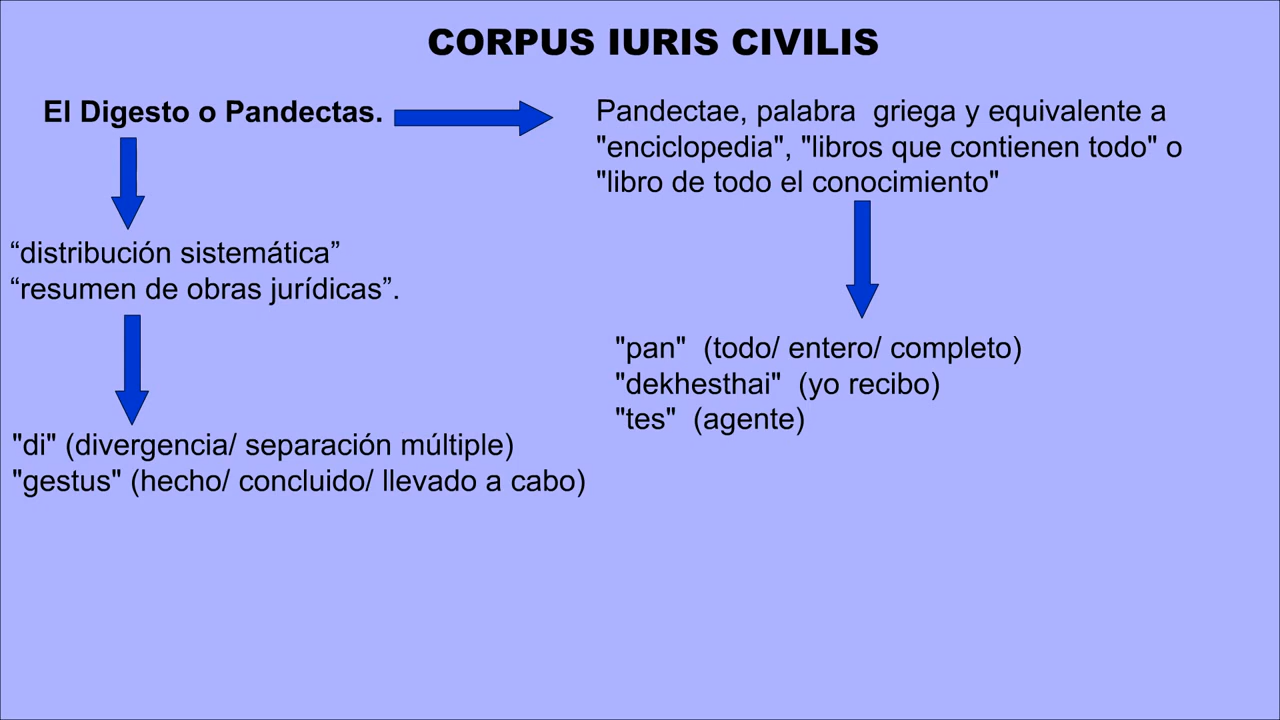 CORPUS IURIS CIVILIS
El Digesto o Pandectas.
Pandectae, palabra  griega y equivalente a
"enciclopedia", "libros que contienen todo" o
"libro de todo el conocimiento"
“distribución sistemática”
“resumen de obras jurídicas”.
"pan"  (todo/ entero/ completo)
"dekhesthai"  (yo recibo)
"tes"  (agente)
"di" (divergencia/ separación múltiple)
"gestus" (hecho/ concluido/ llevado a cabo)